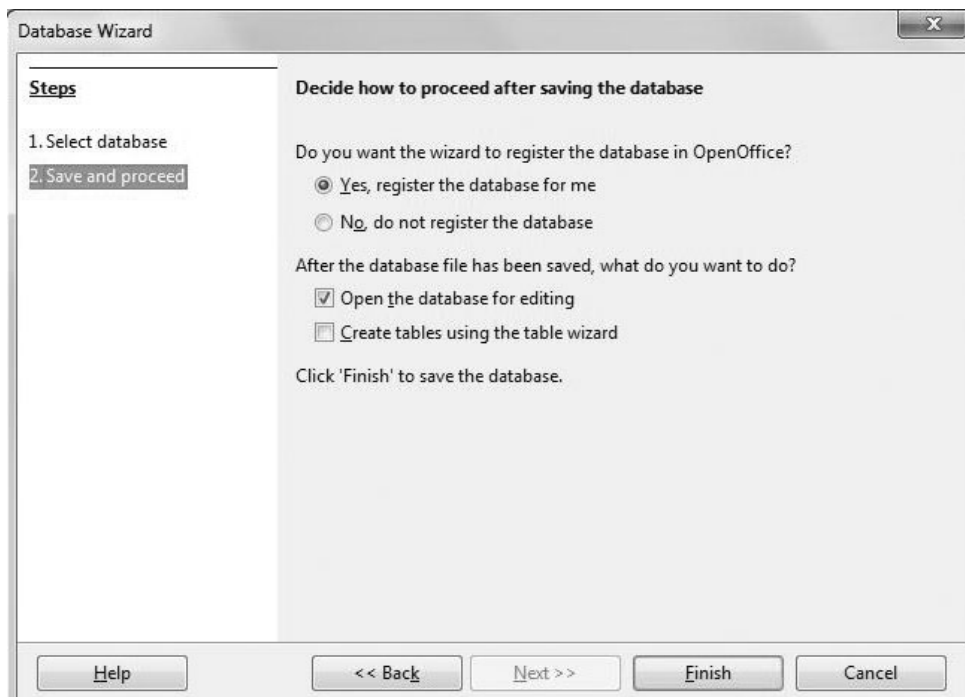 Database Wizard
X
Steps
1. Select database
2. Save and proceed
Decide how to proceed after saving the database
Do you want the wizard to register the database in OpenOffice?
Yes, register the database for me
No, do not register the database
After the database file has been saved, what do you want to do?
Open the database for editing
Create tables using the table wizard
Click 'Finish' to save the database.
Help
<< Back
Next >>
Finish
Cancel